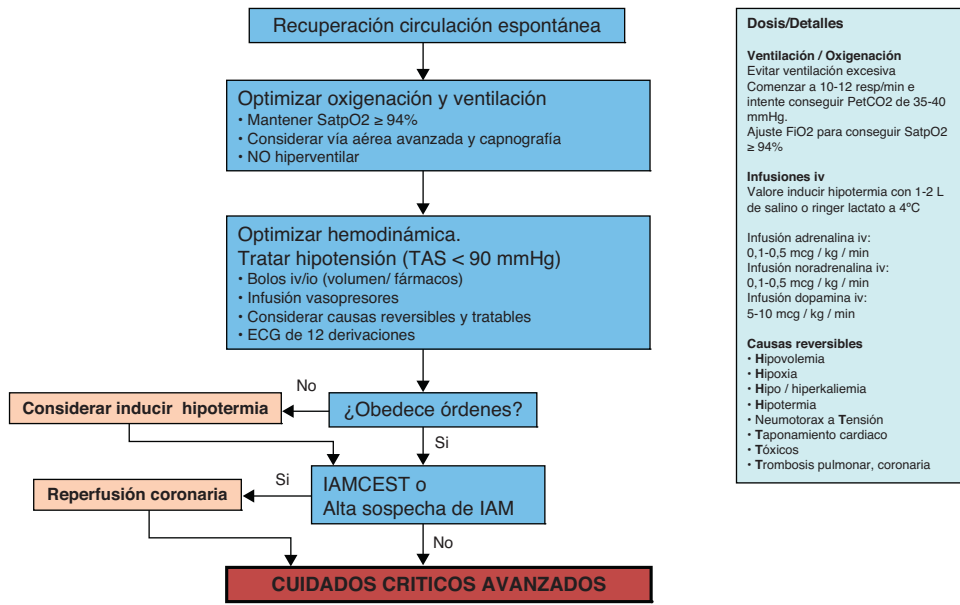 Recuperación circulación espontánea
Optimizar oxigenación y ventilación
• Mantener SatpO2 ≥ 94%
• Considerar vía aérea avanzada y capnografía
• NO hiperventilar
Optimizar hemodinámica.
Tratar hipotensión (TAS < 90 mmHg)
• Bolos iv/io (volumen/ fármacos)
• Infusión vasopresores
• Considerar causas reversibles y tratables
• ECG de 12 derivaciones
No
Considerar inducir hipotermia
¿Obedece órdenes?
Si
Si
Reperfusión coronaria
IAMCEST o
Alta sospecha de IAM
No
CUIDADOS CRITICOS AVANZADOS
Dosis/Detalles
Ventilación / Oxigenación
Evitar ventilación excesiva
Comenzar a 10-12 resp/min e
intente conseguir PetCO2 de 35-40
mmHg.
Ajuste FiO2 para conseguir SatpO2
≥ 94%
Infusiones iv
Valore inducir hipotermia con 1-2 L
de salino o ringer lactato a 4ºC
Infusión adrenalina iv:
0,1-0,5 mcg / kg / min
Infusión noradrenalina iv:
0,1-0,5 mcg / kg / min
Infusión dopamina iv:
5-10 mcg / kg / min
Causas reversibles
• Hipovolemia
• Hipoxia
• Hipo / hiperkaliemia
• Hipotermia
• Neumotorax a Tensión
• Taponamiento cardiaco
• Tóxicos
• Trombosis pulmonar, coronaria